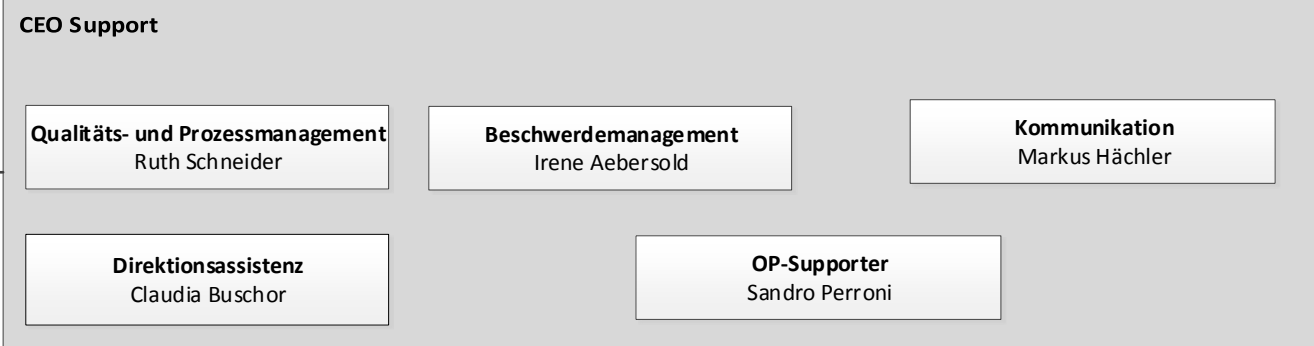 CEO Support
Qualitäts- und Prozessmanagement
Ruth Schneider
Beschwerdemanagement
Irene Aebersold
Kommunikation
Markus Hächler
Direktionsassistenz
Claudia Buschor
OP-Supporter
Sandro Perroni